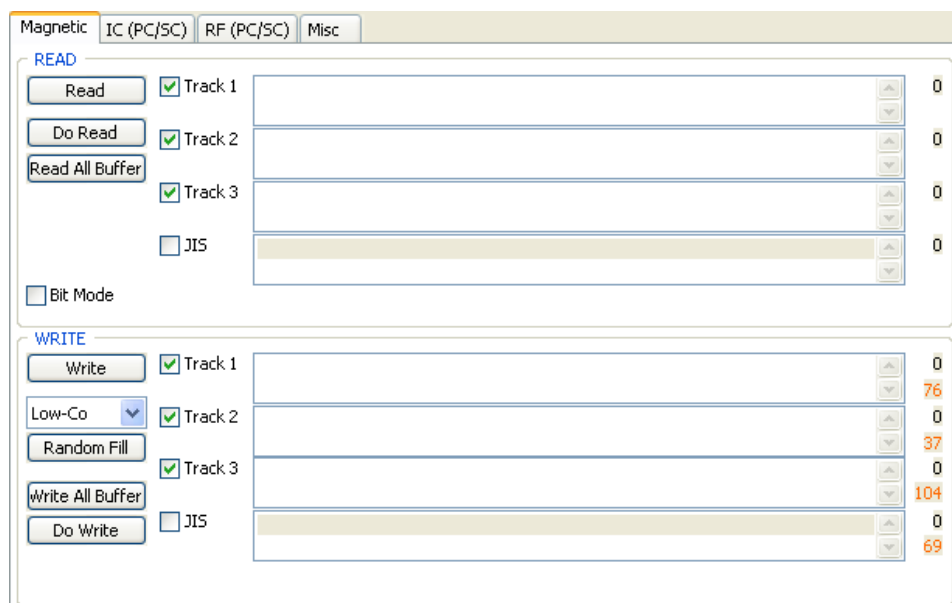 Magnetic IC (PC/SC) RF (PC/SC) Misc
READ
Read Track 1 0
Do Read Track 2 0
Read All Buffer
Track 3 0
JIS 0
Bit Mode
WRITE
Write Track 1 0
76
Low-Co Track 2 0
Random Fill 37
Track 3 0
Write All Buffer 104
Do Write JIS 0
69